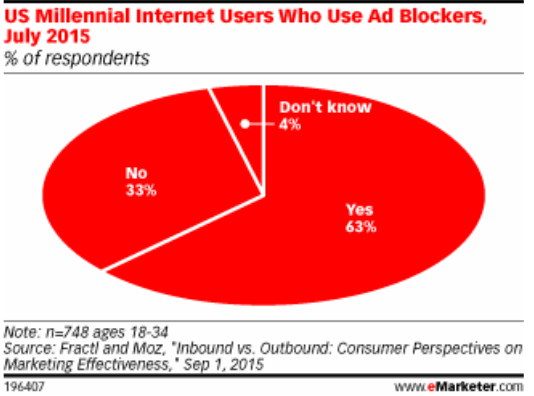 US Millennial Internet Users Who Use Ad Blockers,
July 2015
% of respondents
Don't know
4%
No
33%
Yes
63%
Note: n=748 ages 18-34
Source: Fractl and Moz, "Inbound vs. Outbound: Consumer Perspectives on
Marketing Effectiveness," Sep 1, 2015
196407
www.eMarketer.com